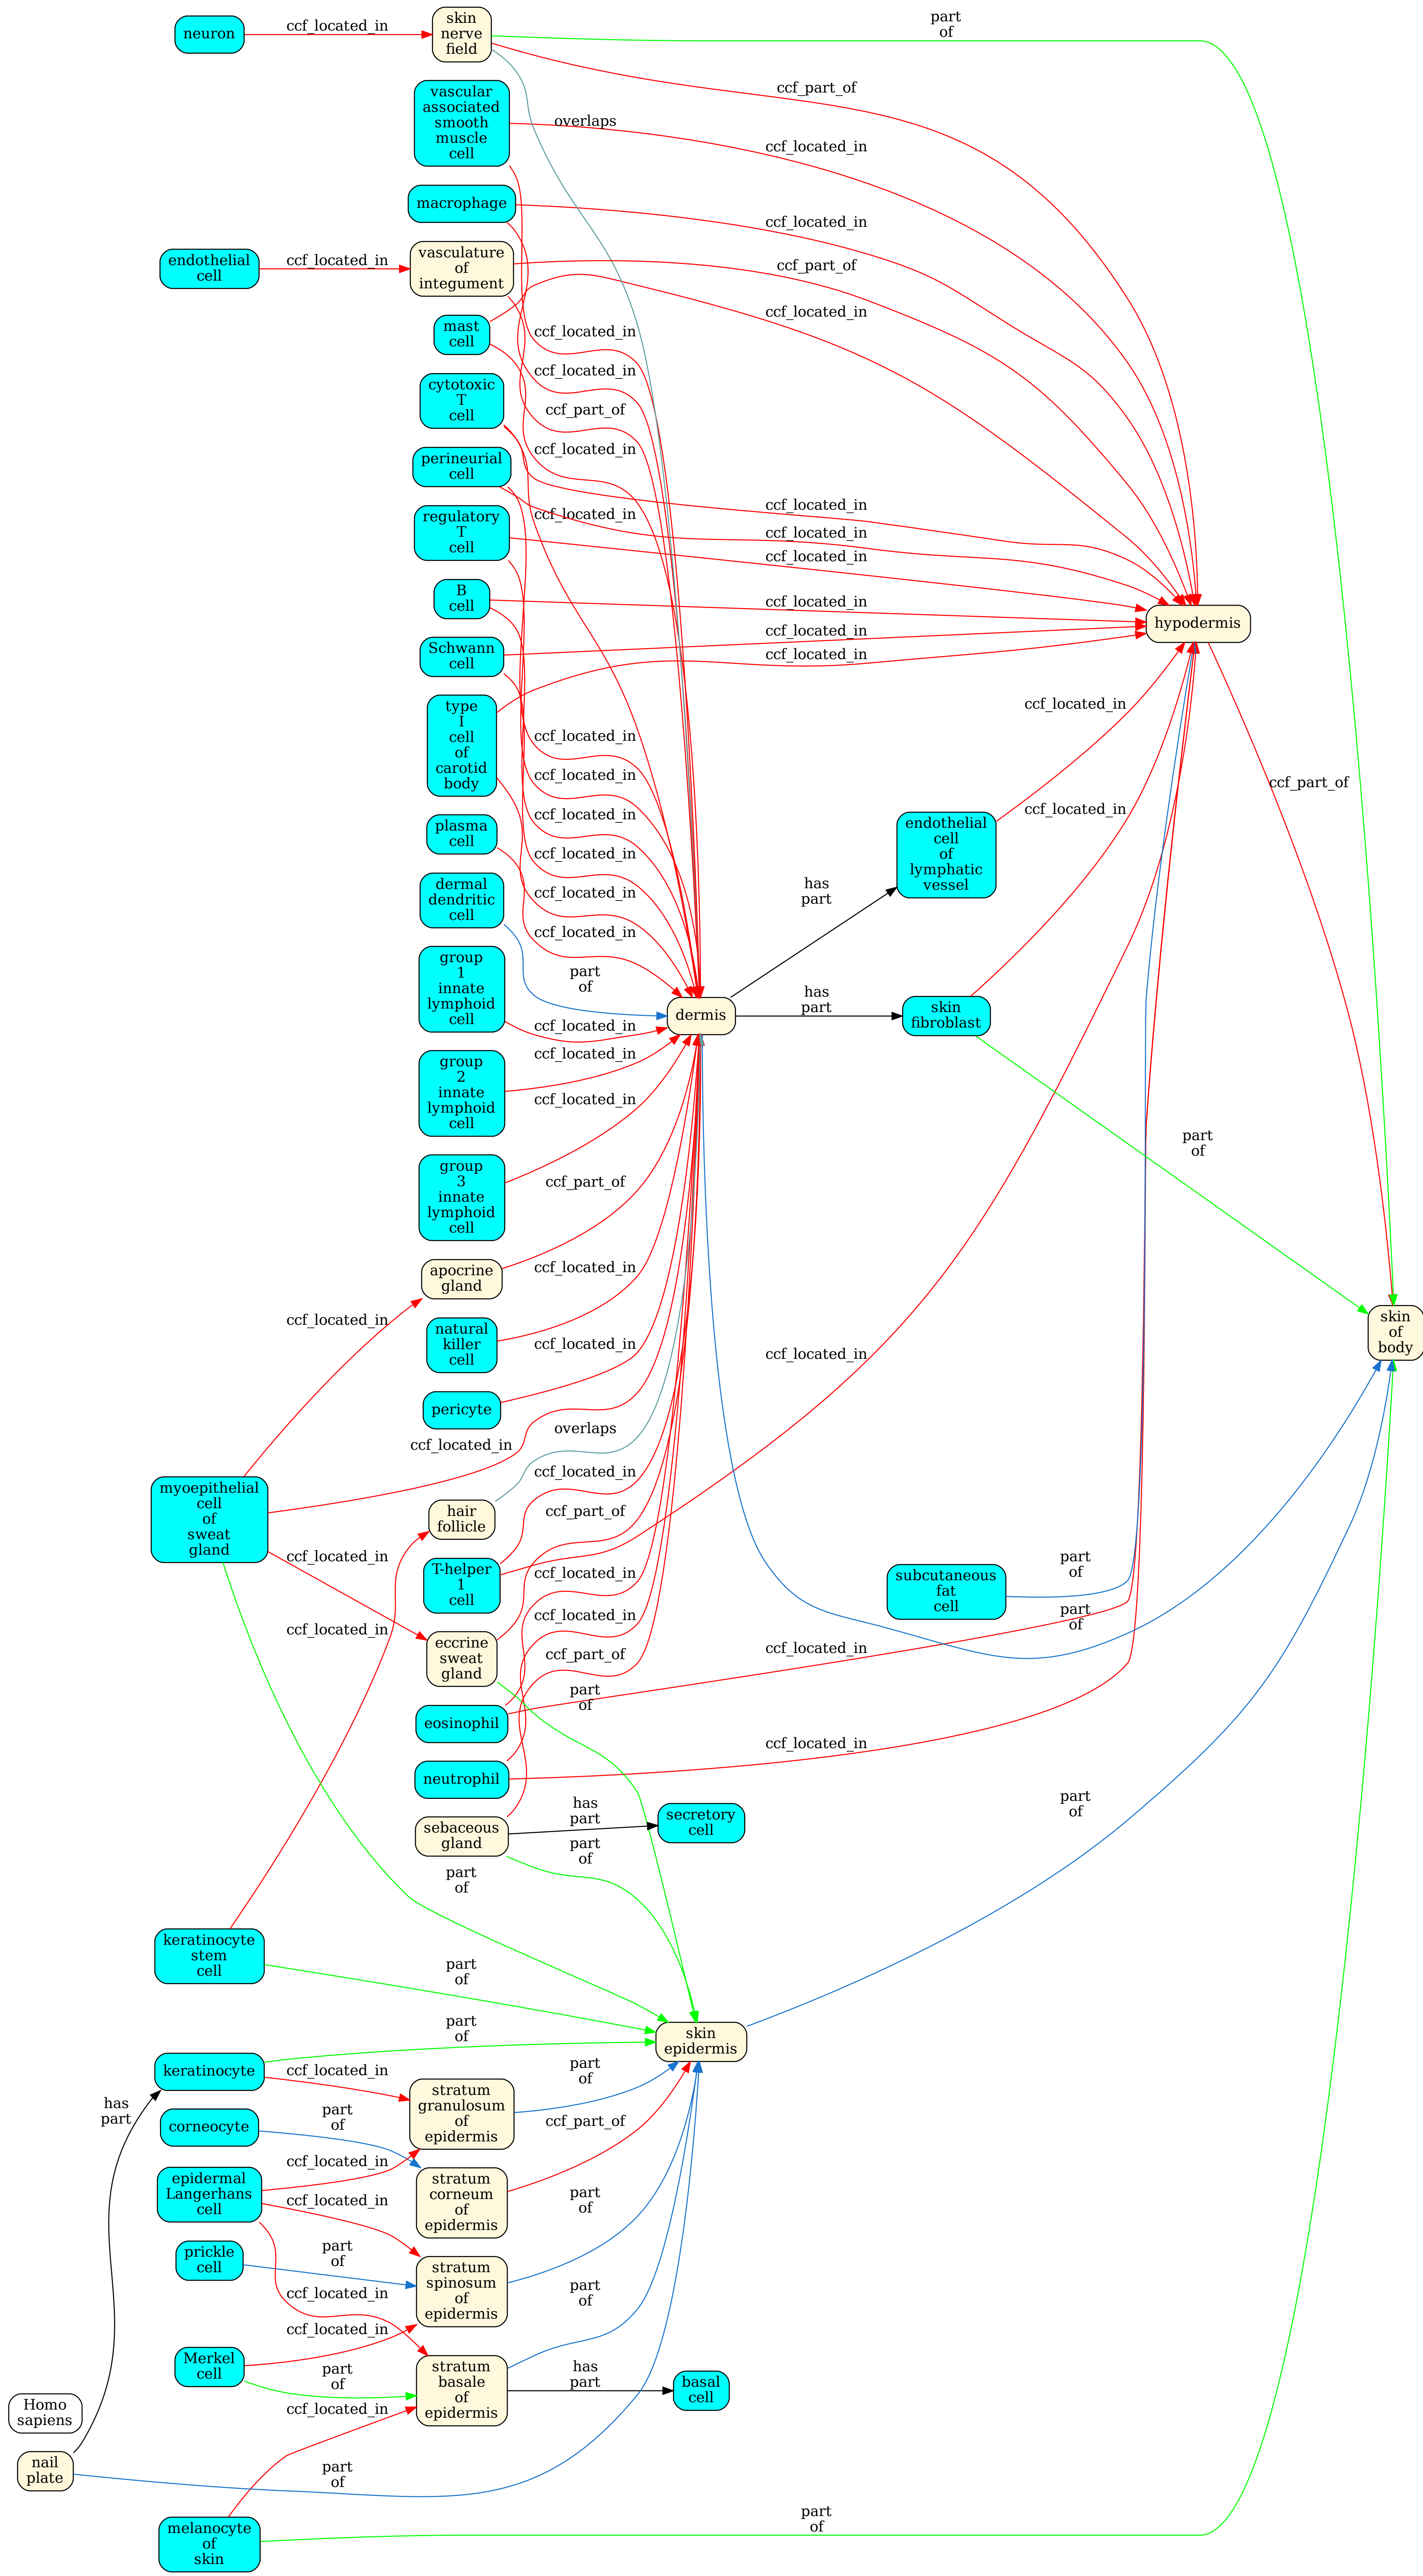 neuron
ccf_located_in
skin
nerve
field
part
of
ccf_part_of
overlaps
vascular
associated
smooth
muscle
cell
ccf_located_in
macrophage
ccf_located_in
endothelial
cell
ccf_located_in
vasculature
of
integument
ccf_part_of
mast
cell
ccf_located_in
ccf_located_in
ccf_located_in
cytotoxic
T
cell
ccf_part_of
ccf_located_in
perineurial
cell
ccf_located_in
ccf_located_in
regulatory
T
cell
ccf_located_in
ccf_located_in
B
cell
ccf_located_in
hypodermis
Schwann
cell
ccf_located_in
ccf_located_in
type
I
cell
of
carotid
body
ccf_located_in
ccf_located_in
ccf_located_in
ccf_part_of
plasma
cell
ccf_located_in
ccf_located_in
endothelial
cell
of
lymphatic
vessel
ccf_located_in
dermal
dendritic
cell
ccf_located_in
has
part
ccf_located_in
part
of
group
1
innate
lymphoid
cell
ccf_located_in
dermis
has
part
skin
fibroblast
group
2
innate
lymphoid
cell
ccf_located_in
ccf_located_in
part
of
group
3
innate
lymphoid
cell
ccf_part_of
apocrine
gland
ccf_located_in
ccf_located_in
natural
killer
cell
ccf_located_in
ccf_located_in
skin
of
body
pericyte
overlaps
ccf_located_in
myoepithelial
cell
of
sweat
gland
hair
follicle
ccf_located_in
ccf_part_of
ccf_located_in
T-helper
1
cell
ccf_located_in
subcutaneous
fat
cell
part
of
part
of
ccf_located_in
eccrine
sweat
gland
ccf_located_in
ccf_part_of
ccf_located_in
part
of
eosinophil
ccf_located_in
neutrophil
sebaceous
gland
has
part
secretory
cell
part
of
part
of
part
of
keratinocyte
stem
cell
part
of
skin
epidermis
keratinocyte
part
of
ccf_located_in
has
part
stratum
granulosum
of
epidermis
part
of
corneocyte
part
of
ccf_part_of
epidermal
Langerhans
cell
ccf_located_in
ccf_located_in
stratum
corneum
of
epidermis
part
of
prickle
cell
part
of
ccf_located_in
stratum
spinosum
of
epidermis
part
of
Merkel
cell
ccf_located_in
part
of
stratum
basale
of
epidermis
has
part
basal
cell
ccf_located_in
Homo
sapiens
nail
plate
part
of
melanocyte
of
skin
part
of